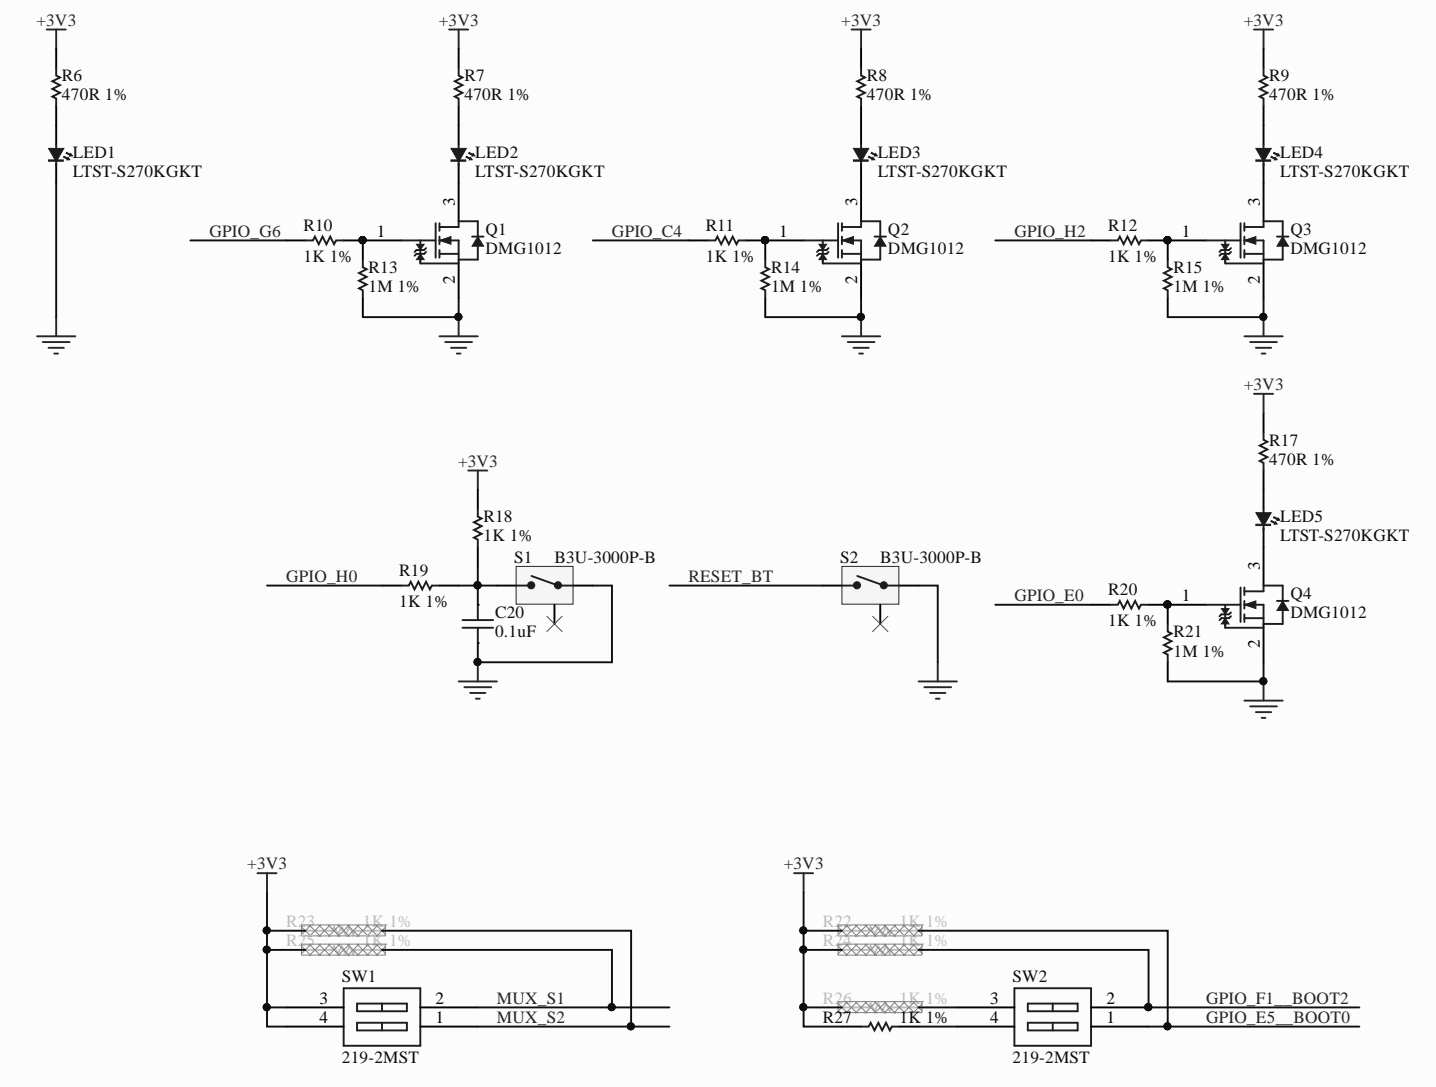 +3V3
+3V3
+3V3
+3V3
R6
470R 1%
R7
470R 1%
R8
470R 1%
R9
470R 1%
LED1
LTST-S270KGKT
LED2
LTST-S270KGKT
LED3
LTST-S270KGKT
LED4
LTST-S270KGKT
GPIO_G6
R10
1K 1%
1
3
Q1
DMG1012
2
R13
1M 1%
GPIO_C4
R11
1K 1%
1
3
Q2
DMG1012
2
R14
1M 1%
GPIO_H2
R12
1K 1%
1
3
Q3
DMG1012
2
R15
1M 1%
+3V3
R17
470R 1%
LED5
LTST-S270KGKT
+3V3
R18
1K 1%
S1
B3U-3000P-B
GPIO_H0
R19
1K 1%
C20
0.1uF
RESET_BT
S2
B3U-3000P-B
GPIO_E0
R20
1K 1%
1
3
Q4
DMG1012
2
R21
1M 1%
+3V3
R23 1K 1%
R25 1K 1%
SW1
3
2
MUX_S1
4
1
MUX_S2
219-2MST
+3V3
R22 1K 1%
R24 1K 1%
SW2
R26 1K 1%
3
2
GPIO_F1__BOOT2
R27 1K 1%
4
1
GPIO_E5__BOOT0
219-2MST